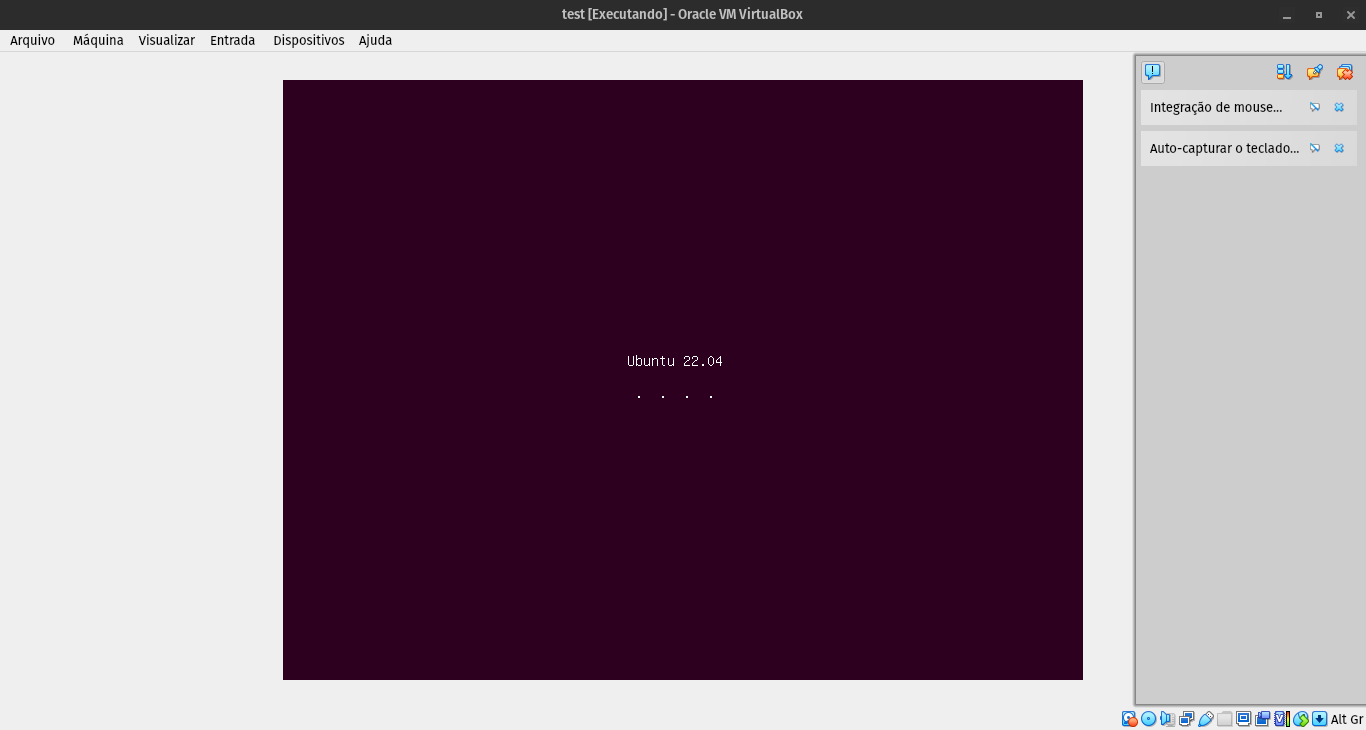 test [Executando] - Oracle VM VirtualBox
Arquivo Máquina Visualizar Entrada Dispositivos Ajuda
Integração de mouse...
Auto-capturar o teclado...
Ubuntu 22.04
. . . .
Alt Gr